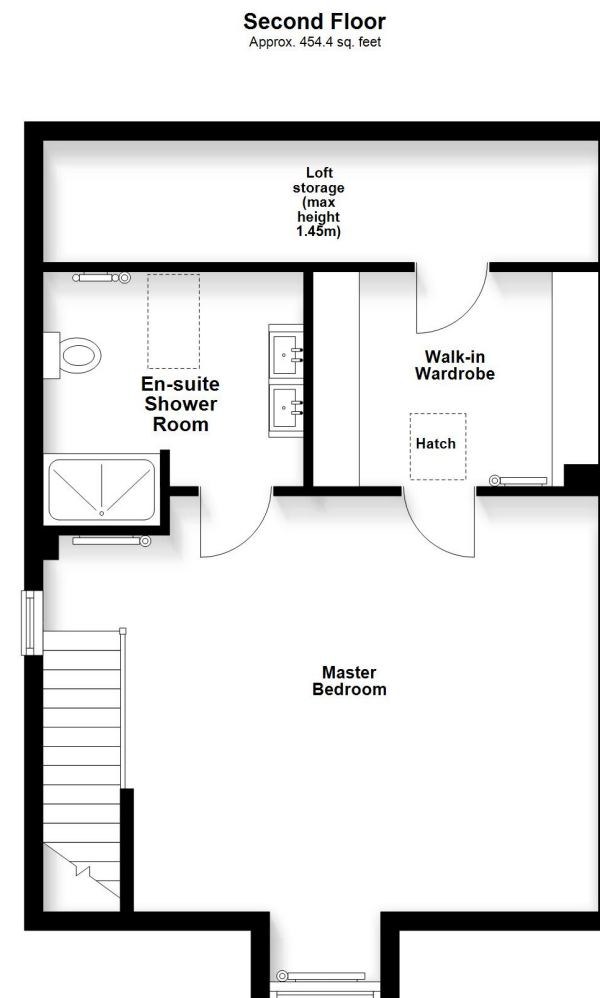 Second Floor
Approx. 454.4 sq. feet
Loft
storage
(max
height
1.45m)
Walk-in
Wardrobe
En-suite
Shower
Room
Hatch
Master
Bedroom